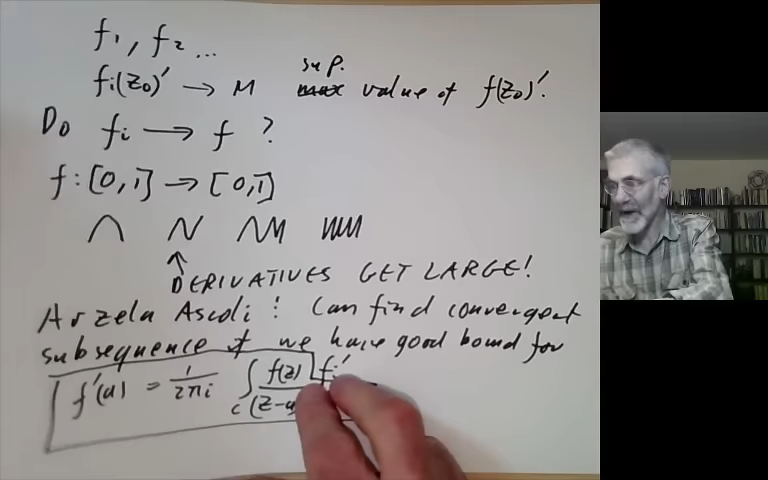 f₁, f₂ ...
fᵢ(z₀)' → M sup. max value of f(z₀)'.
Do fᵢ → f ?
f: [0,1] → [0,1]
DERIVATIVES GET LARGE!
Arzela Ascoli: Can find convergent
subsequence if we have good bound for
fᵢ'
f'(a) = 1/2πi ∫c f(z)/(z-